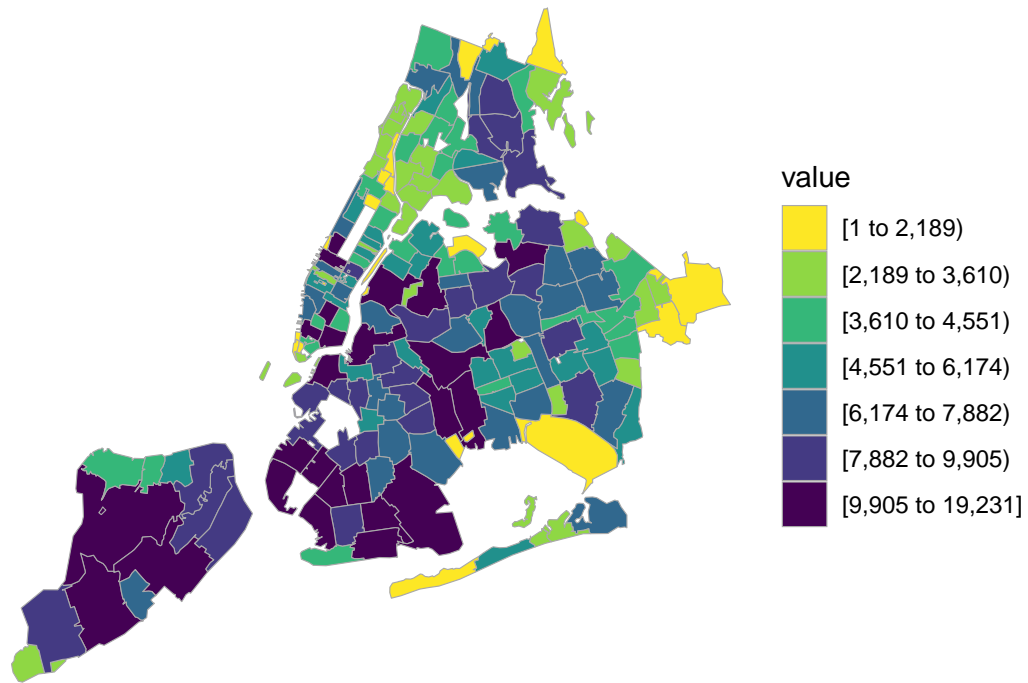 value
[1 to 2,189)
[2,189 to 3,610)
[3,610 to 4,551)
[4,551 to 6,174)
[6,174 to 7,882)
[7,882 to 9,905)
[9,905 to 19,231]